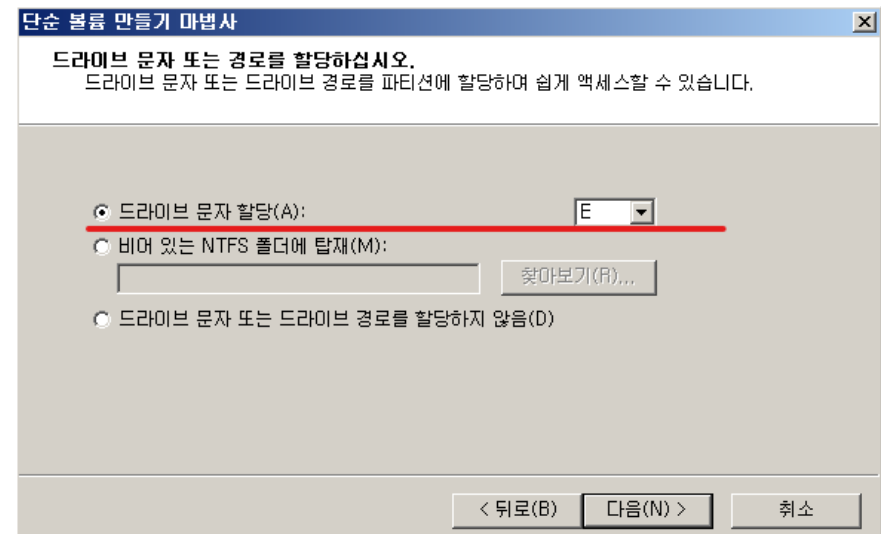 단순 볼륨 만들기 마법사
드라이브 문자 또는 경로를 할당하십시오.
드라이브 문자 또는 드라이브 경로를 파티션에 할당하여 쉽게 액세스할 수 있습니다.
드라이브 문자 할당(A): E
비어 있는 NTFS 폴더에 탑재(M):
찾아보기(R)...
드라이브 문자 또는 드라이브 경로를 할당하지 않음(D)
< 뒤로(B) 다음(N) > 취소